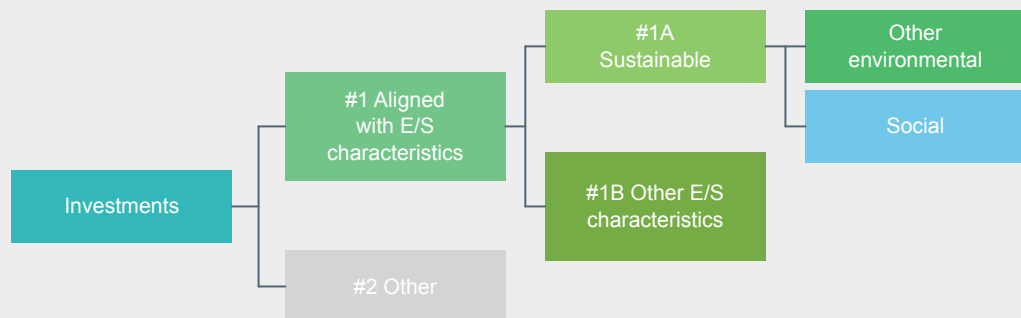 Investments
#1 Aligned
with E/S
characteristics
#2 Other
#1A
Sustainable
#1B Other E/S
characteristics
Other
environmental
Social